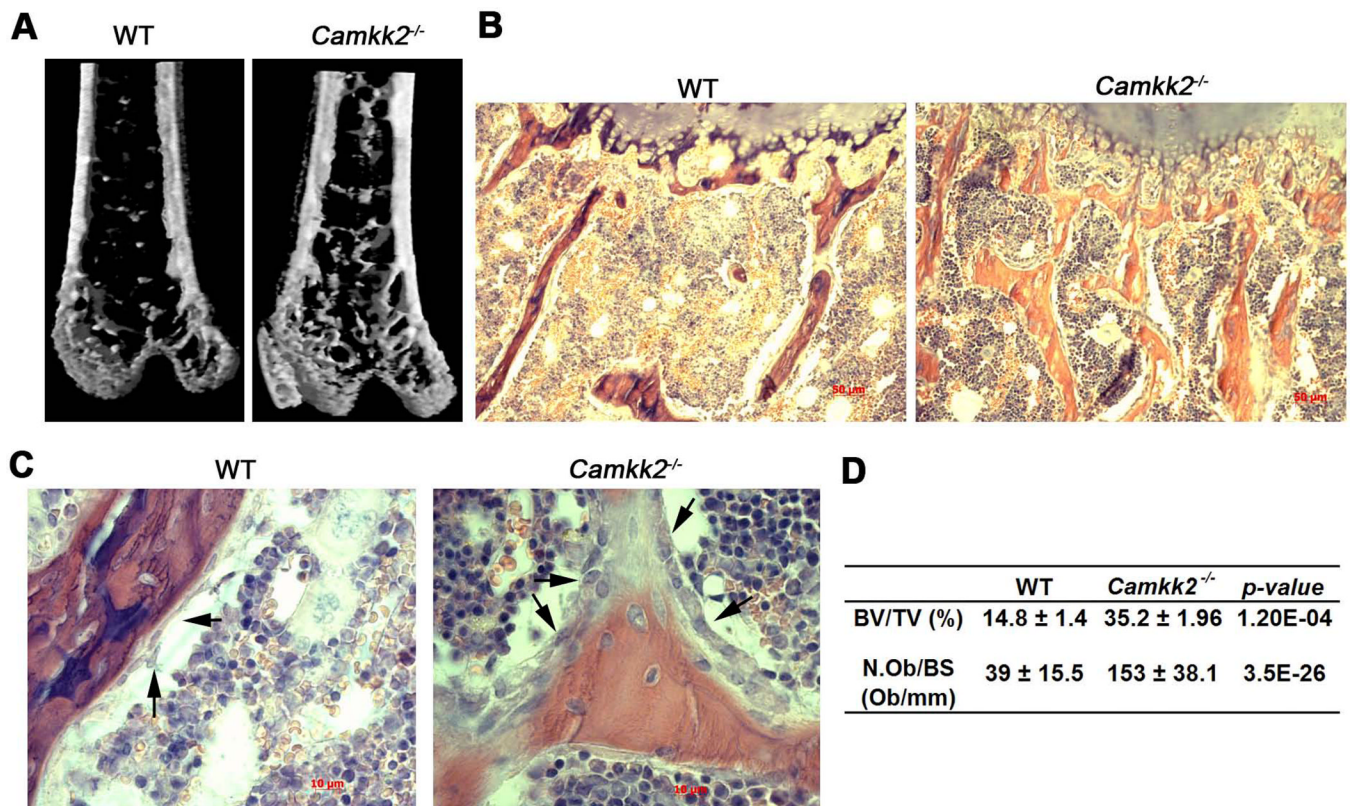 A
WT
Camkk2-/-
B
WT
Camkk2-/-
50 µm
50 µm
C
WT
Camkk2-/-
10 µm
10 µm
D
WT Camkk2-/- p-value
BV/TV (%) 14.8 ± 1.4 35.2 ± 1.96 1.20E-04
N.Ob/BS 39 ± 15.5 153 ± 38.1 3.5E-26
(Ob/mm)